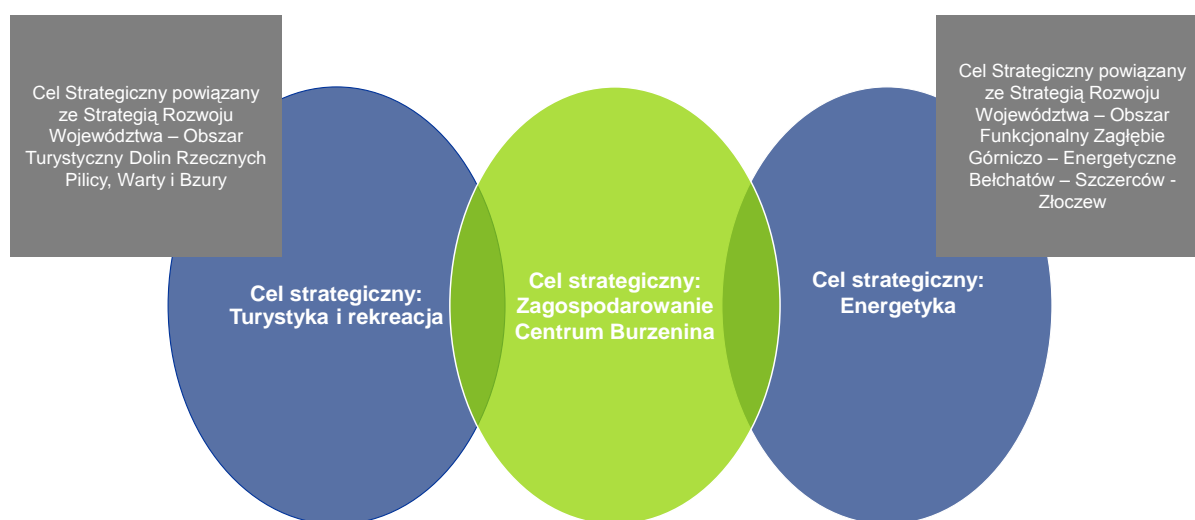 Cel Strategiczny powiązany
ze Strategią Rozwoju
Województwa – Obszar
Turystyczny Dolin Rzecznych
Pilicy, Warty i Bzury
Cel Strategiczny powiązany
ze Strategią Rozwoju
Województwa – Obszar
Funkcjonalny Zagłębie
Górniczo – Energetyczne
Bełchatów – Szczerców -
Złoczew
Cel strategiczny:
Turystyka i rekreacja
Cel strategiczny:
Zagospodarowanie
Centrum Burzenina
Cel strategiczny:
Energetyka